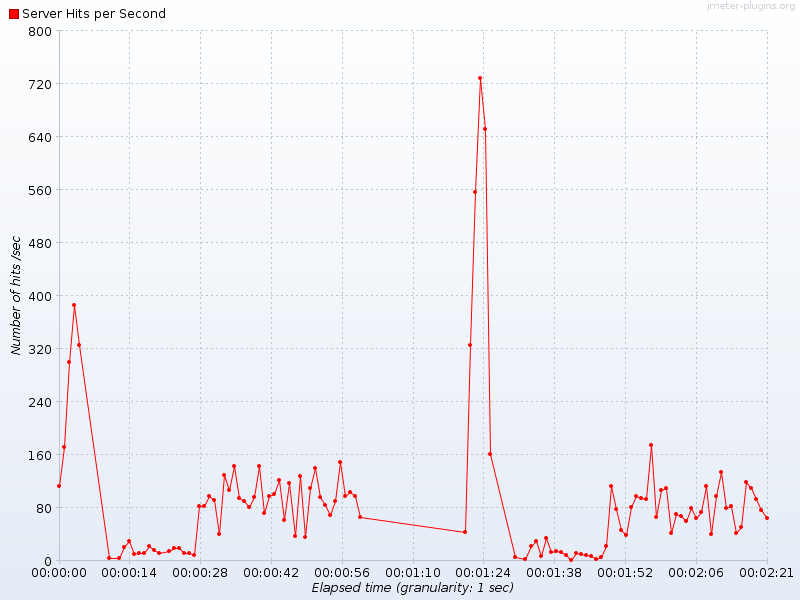 jmeter-plugins.org
Server Hits per Second
800
720
640
560
480
400
320
240
160
80
0
Number of hits /sec
00:00:00 00:00:14 00:00:28 00:00:42 00:00:56 00:01:10 00:01:24 00:01:38 00:01:52 00:02:06 00:02:21
Elapsed time (granularity: 1 sec)